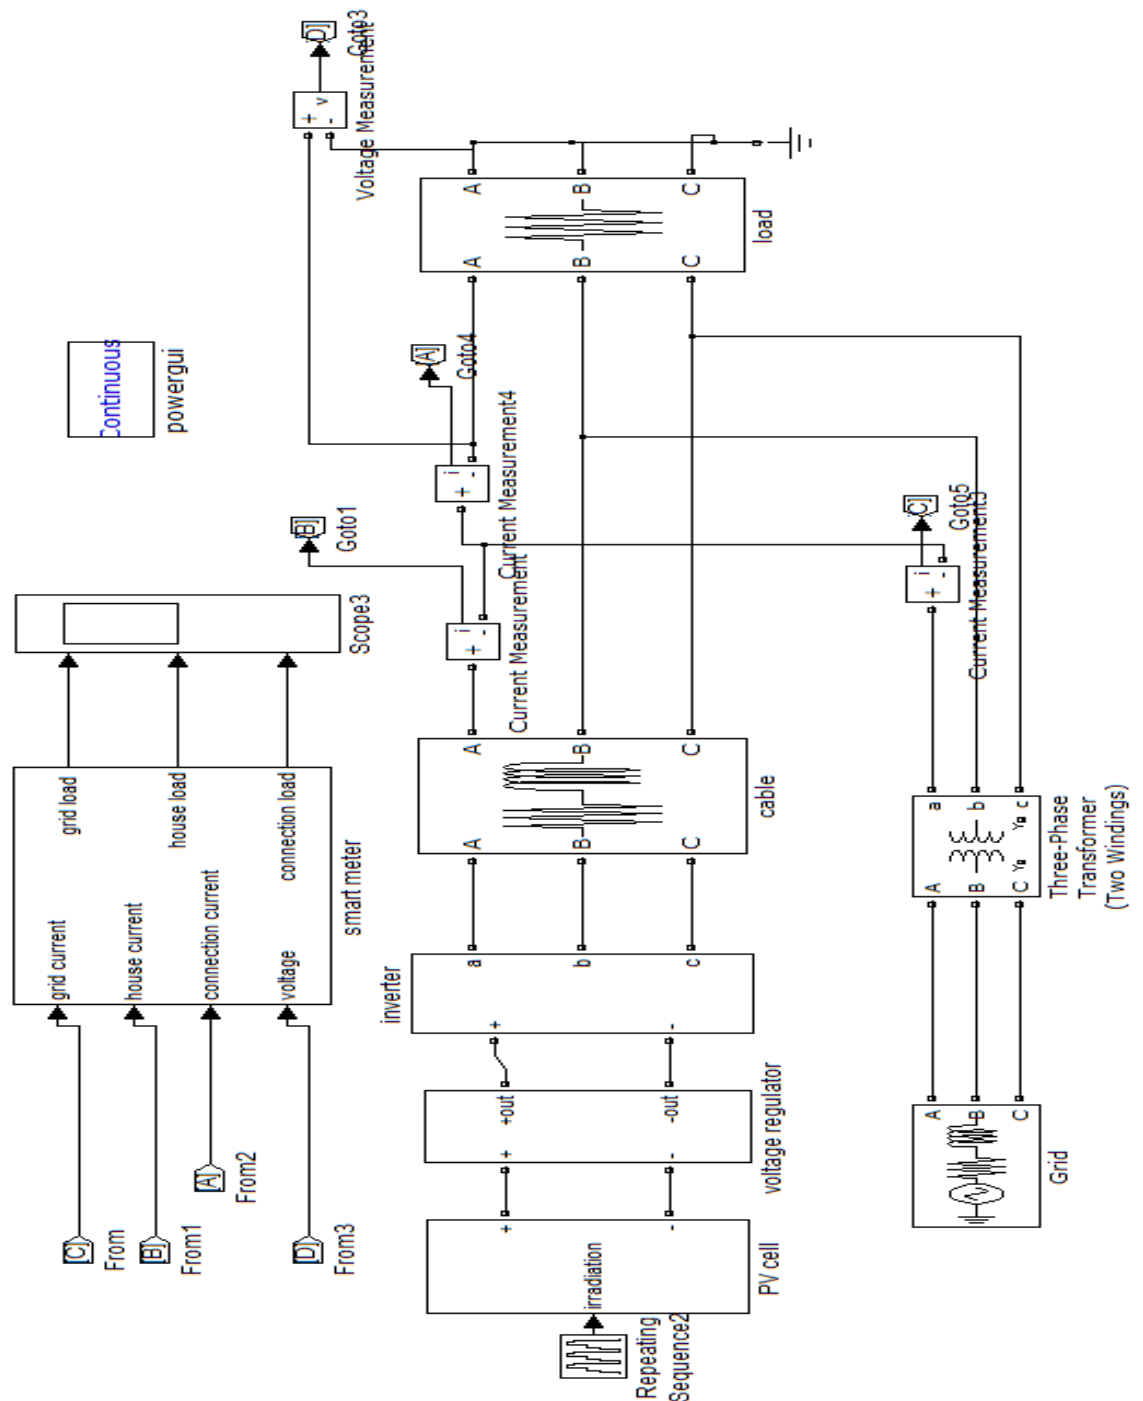 [C]
From
[B]
From1
[A]
From2
[D]
From3
grid current
house current
connection current
voltage
grid load
house load
connection load
smart meter
Scope3
Continuous
powergui
[D]
Goto3
+
-
v
Voltage Measurement
[B]
Goto1
[A]
Goto4
Repeating
Sequence2
irradiation
+
-
PV cell
+
-
+out
-out
voltage regulator
inverter
+
-
a
b
c
A
B
C
A
B
C
cable
+
-
i
Current Measurement
+
-
i
Current Measurement4
A
B
C
A
B
C
load
[C]
Goto5
+
-
i
Current Measurement5
A
B
C
Grid
A
B
C
Yg
Yg
a
b
c
Three-Phase
Transformer
(Two Windings)